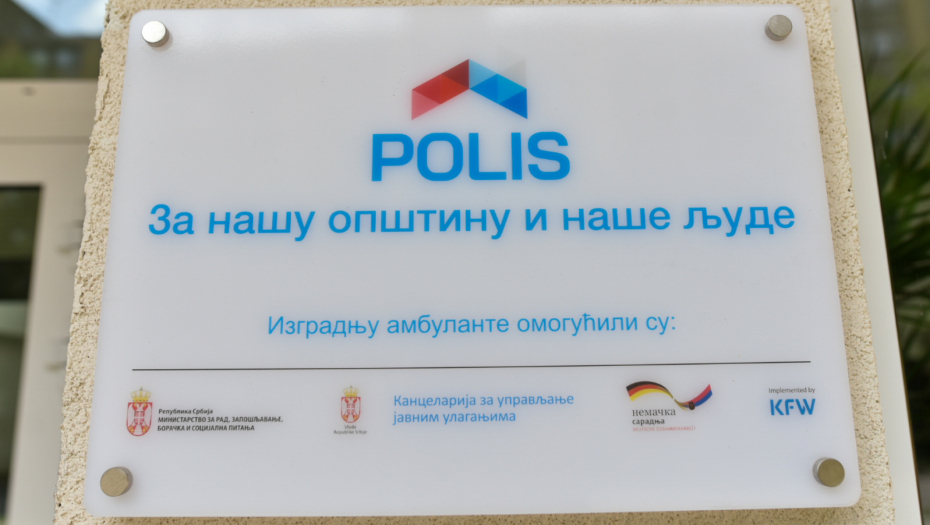 POLIS
За нашу општину и наше људе
Изградњу амбуланте омогућили су:
Република Србија
МИНИСТАРСТВО ЗА РАД, ЗАПОШЉАВАЊЕ,
БОРАЧКА И СОЦИЈАЛНА ПИТАЊА
Канцеларија за управљање
јавним улагањима
немачка
сарадња
Implemented by
KFW